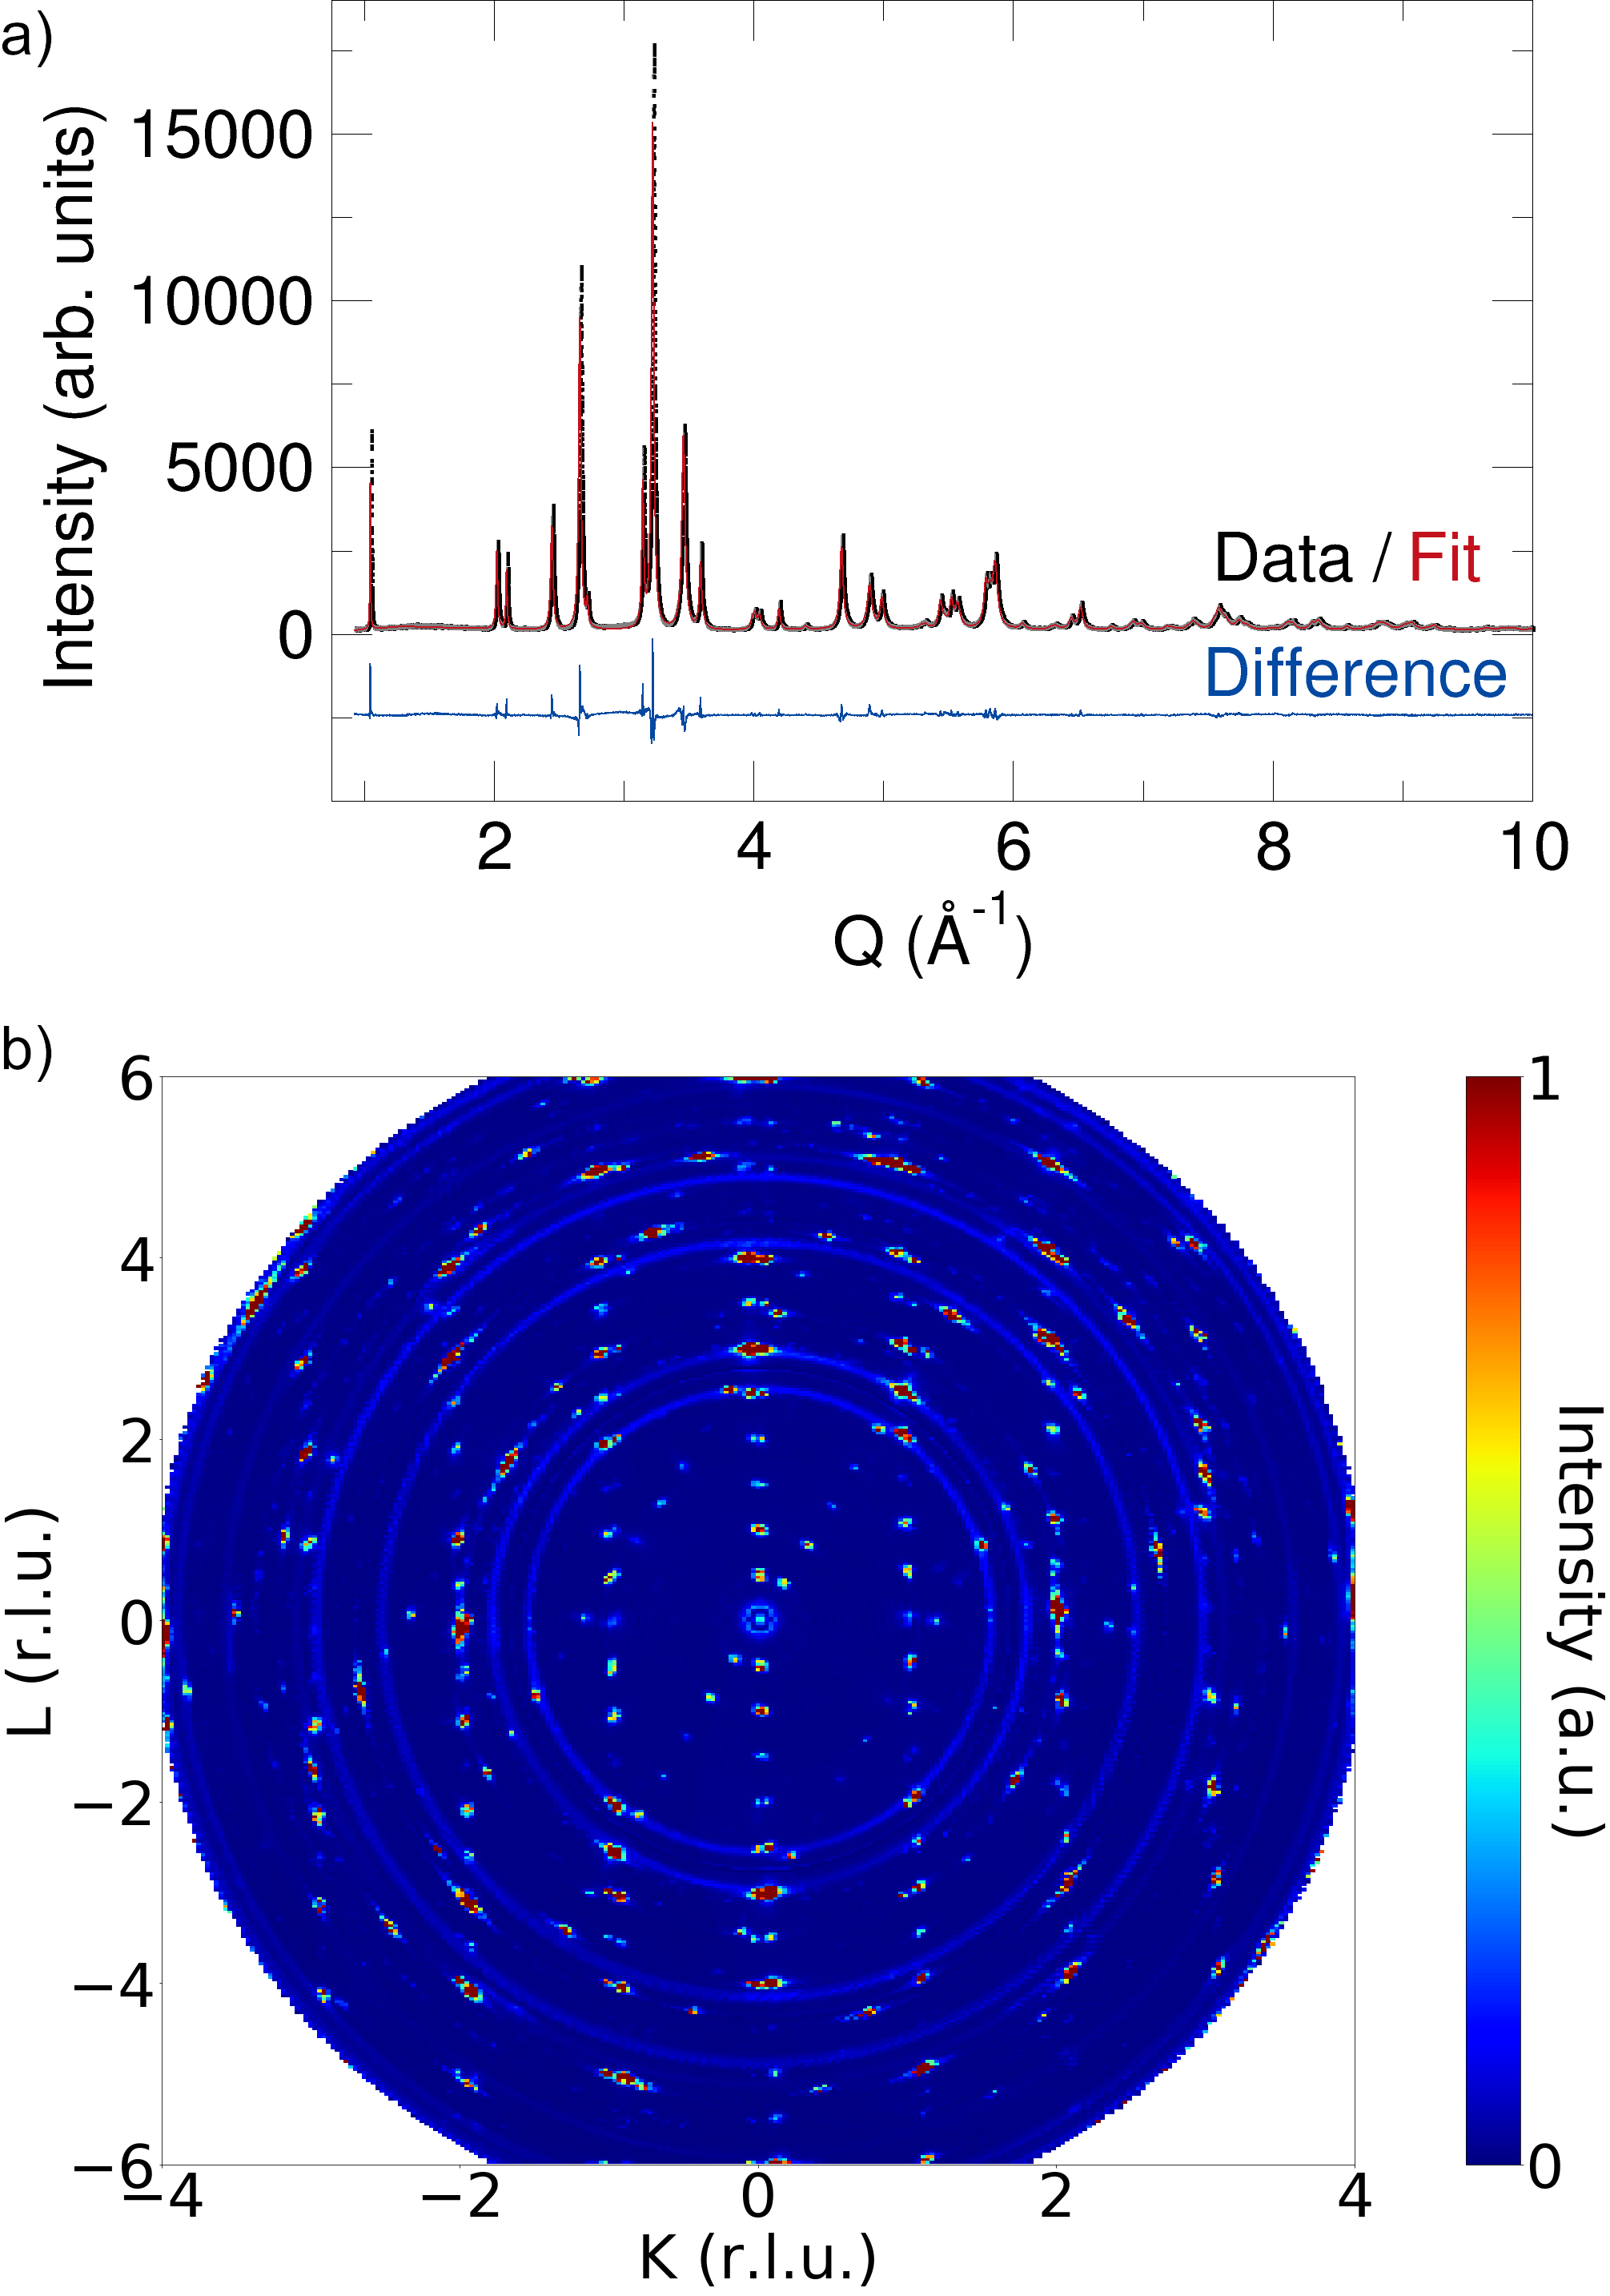 a)
Intensity (arb. units)
15000
10000
5000
0
Data / Fit
Difference
2 4 6 8 10
Q (Å-1)
b)
L (r.l.u.)
6
4
2
0
−2
−4
−6
−4 −2 0 2 4
K (r.l.u.)
1
0
Intensity (a.u.)